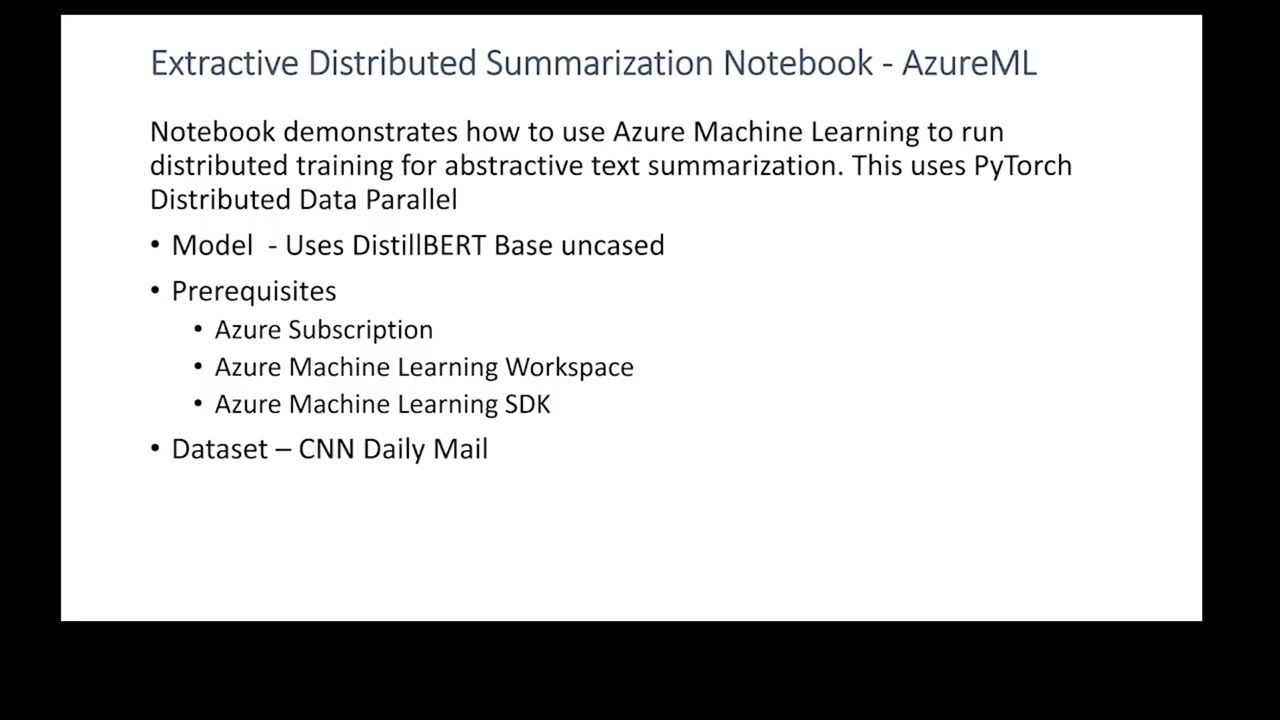 Extractive Distributed Summarization Notebook - AzureML
Notebook demonstrates how to use Azure Machine Learning to run
distributed training for abstractive text summarization. This uses PyTorch
Distributed Data Parallel
• Model - Uses DistillBERT Base uncased
• Prerequisites
• Azure Subscription
• Azure Machine Learning Workspace
• Azure Machine Learning SDK
• Dataset – CNN Daily Mail